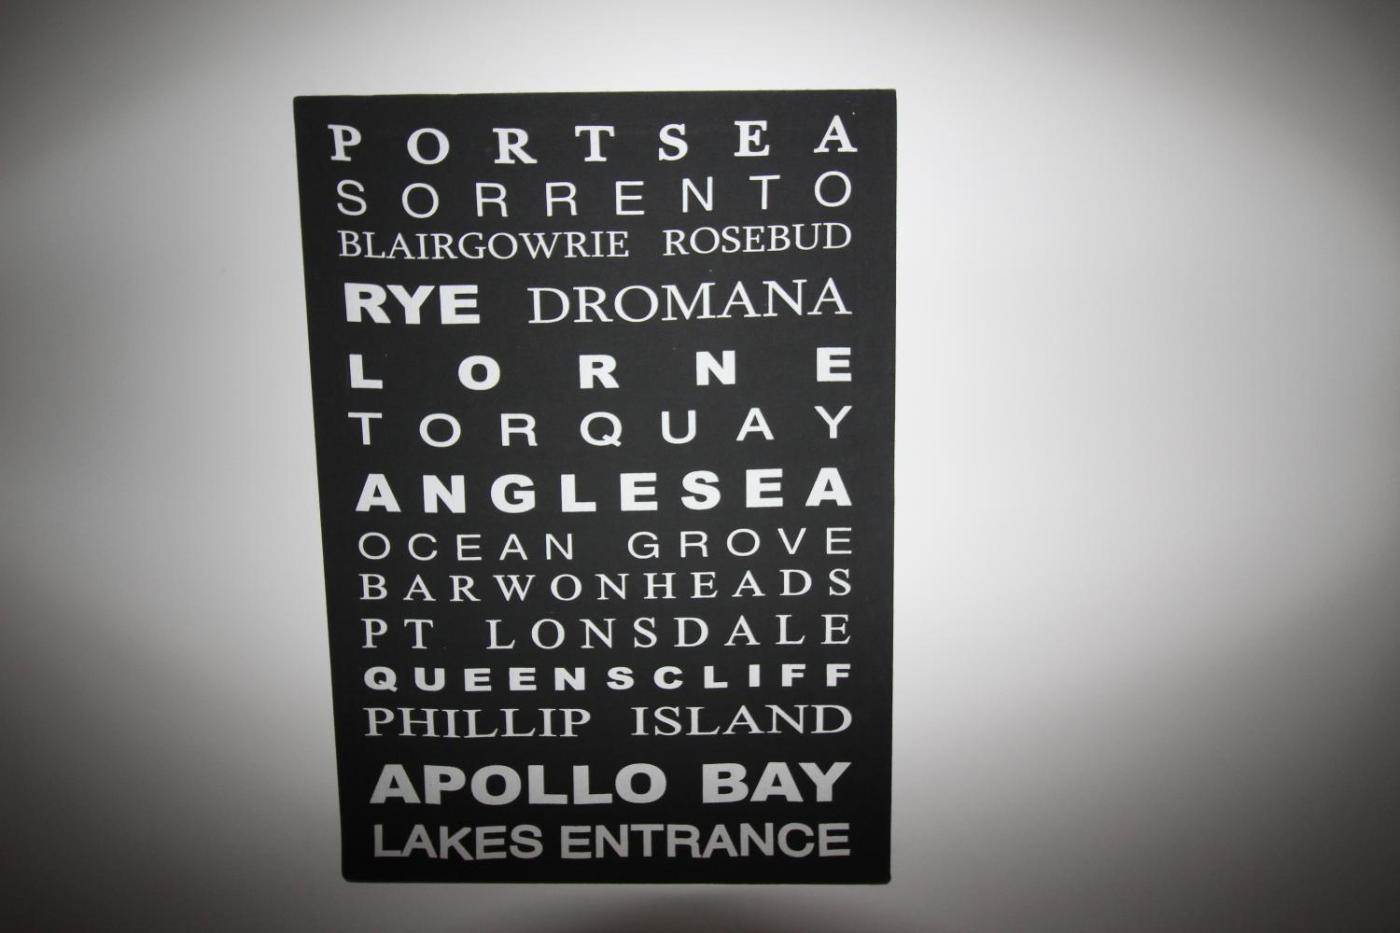 PORTSEA
SORRENTO
BLAIRGOWRIE ROSEBUD
RYE DROMANA
LORNE
TORQUAY
ANGLESEA
OCEAN GROVE
BARWONHEADS
PT LONSDALE
QUEENSCLIFF
PHILLIP ISLAND
APOLLO BAY
LAKES ENTRANCE